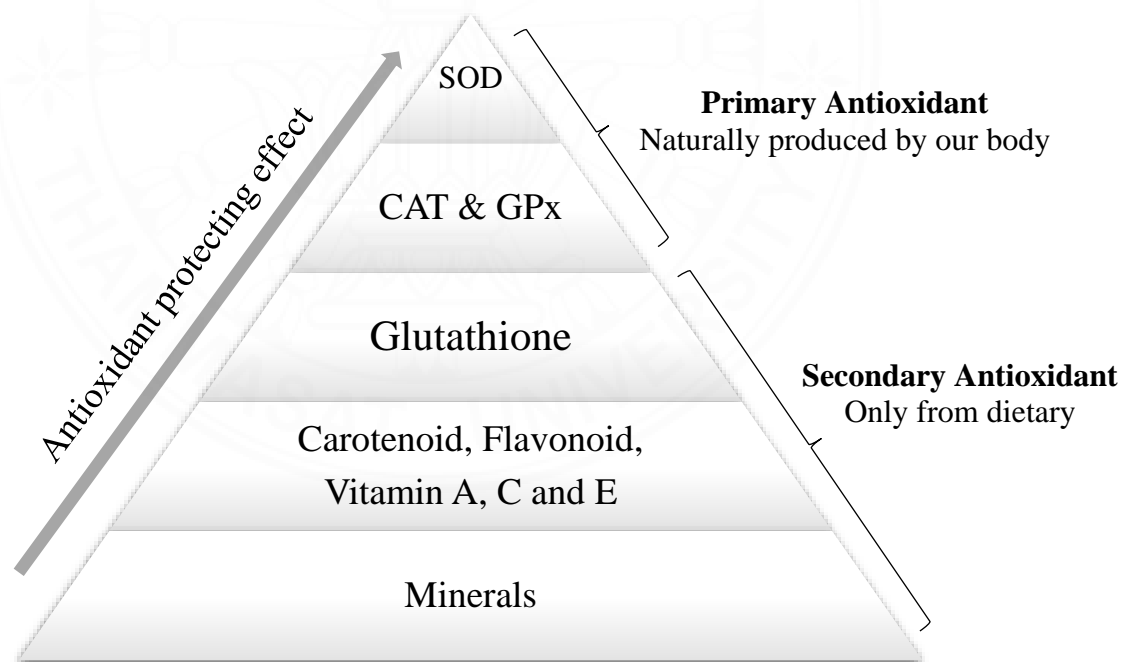 SOD
Primary Antioxidant
Naturally produced by our body
CAT & GPx
Antioxidant protecting effect
Glutathione
Secondary Antioxidant
Only from dietary
Carotenoid, Flavonoid,
Vitamin A, C and E
Minerals